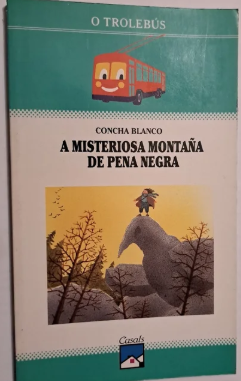 O TROLEBÚS
CONCHA BLANCO
A MISTERIOSA MONTAÑA
DE PENA NEGRA
Casals